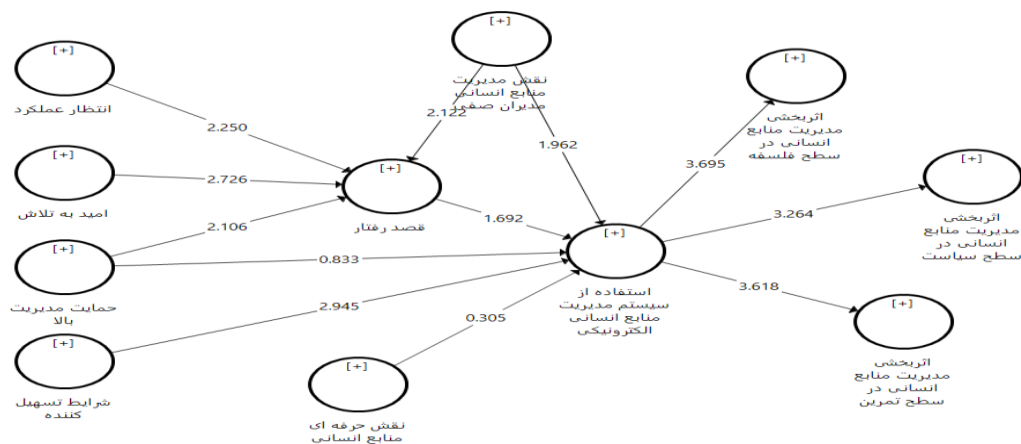 [+]
انتظار عملکرد
[+]
نقش مدیریت
منابع انسانی
مدیران صفی
[+]
اثربخشی
مدیریت منابع
انسانی در
سطح فلسفه
2.250
2.122
1.962
3.695
[+]
امید به تلاش
2.726
[+]
قصد رفتار
[+]
اثربخشی
مدیریت منابع
انسانی در
سطح سیاست
3.264
2.106
1.692
[+]
حمایت مدیریت
بالا
0.833
[+]
استفاده از
سیستم مدیریت
منابع انسانی
الکترونیکی
3.618
2.945
0.305
[+]
شرایط تسهیل
کننده
[+]
نقش حرفه ای
منابع انسانی
[+]
اثربخشی
مدیریت منابع
انسانی در
سطح تمرین